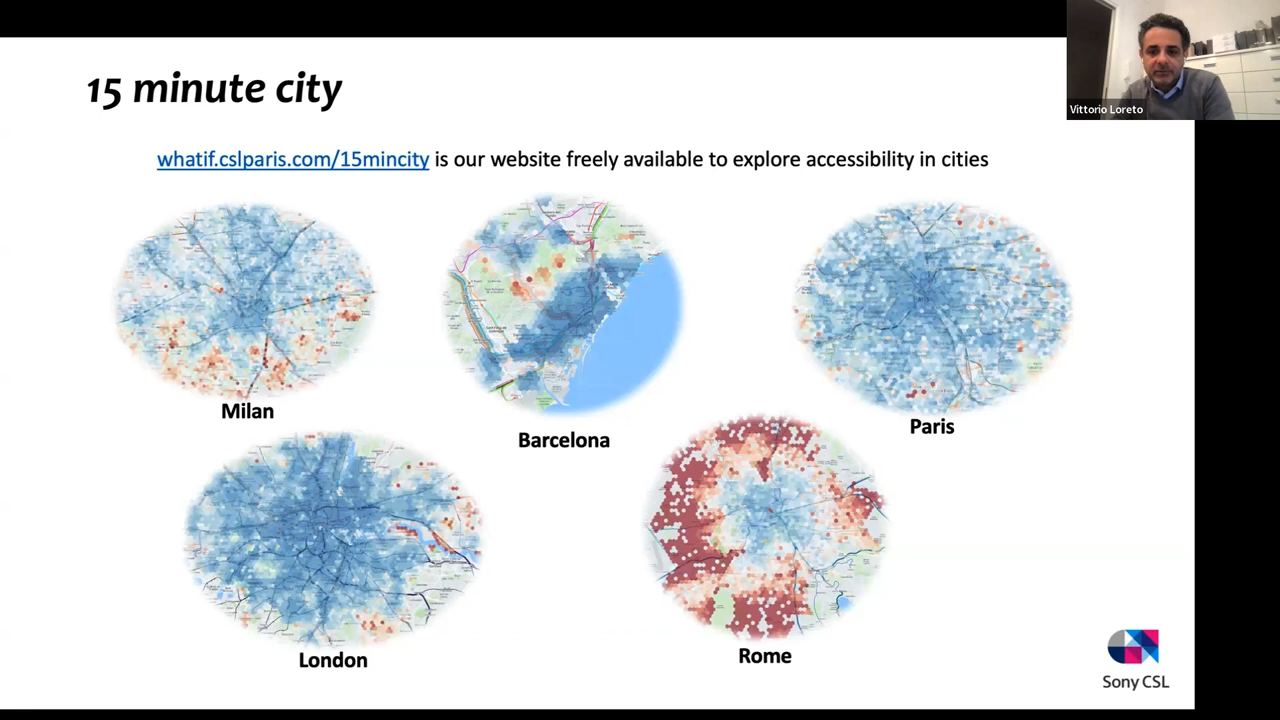 15 minute city
Vittorio Loreto
whatif.cslparis.com/15mincity is our website freely available to explore accessibility in cities
Milan
Barcelona
Paris
London
Rome
Sony CSL